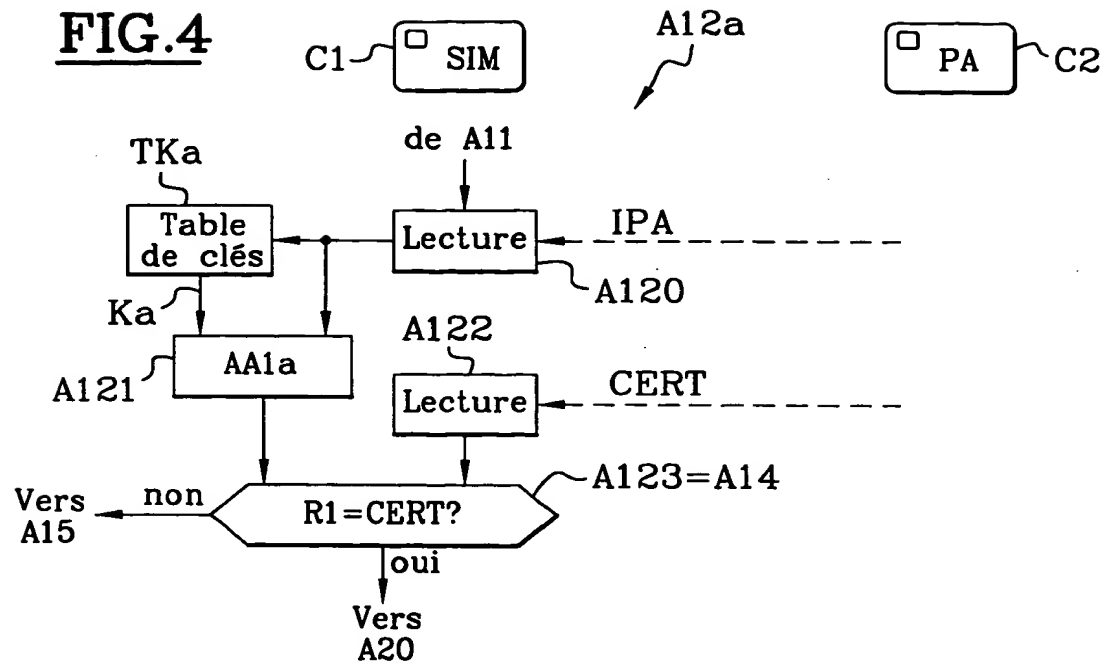 FIG.4
C1
SIM
A12a
PA
C2
de A11
TKa
Table
de clés
Lecture
IPA
A120
Ka
A122
AA1a
A121
Lecture
CERT
A123=A14
Vers
A15
non
R1=CERT?
oui
Vers
A20